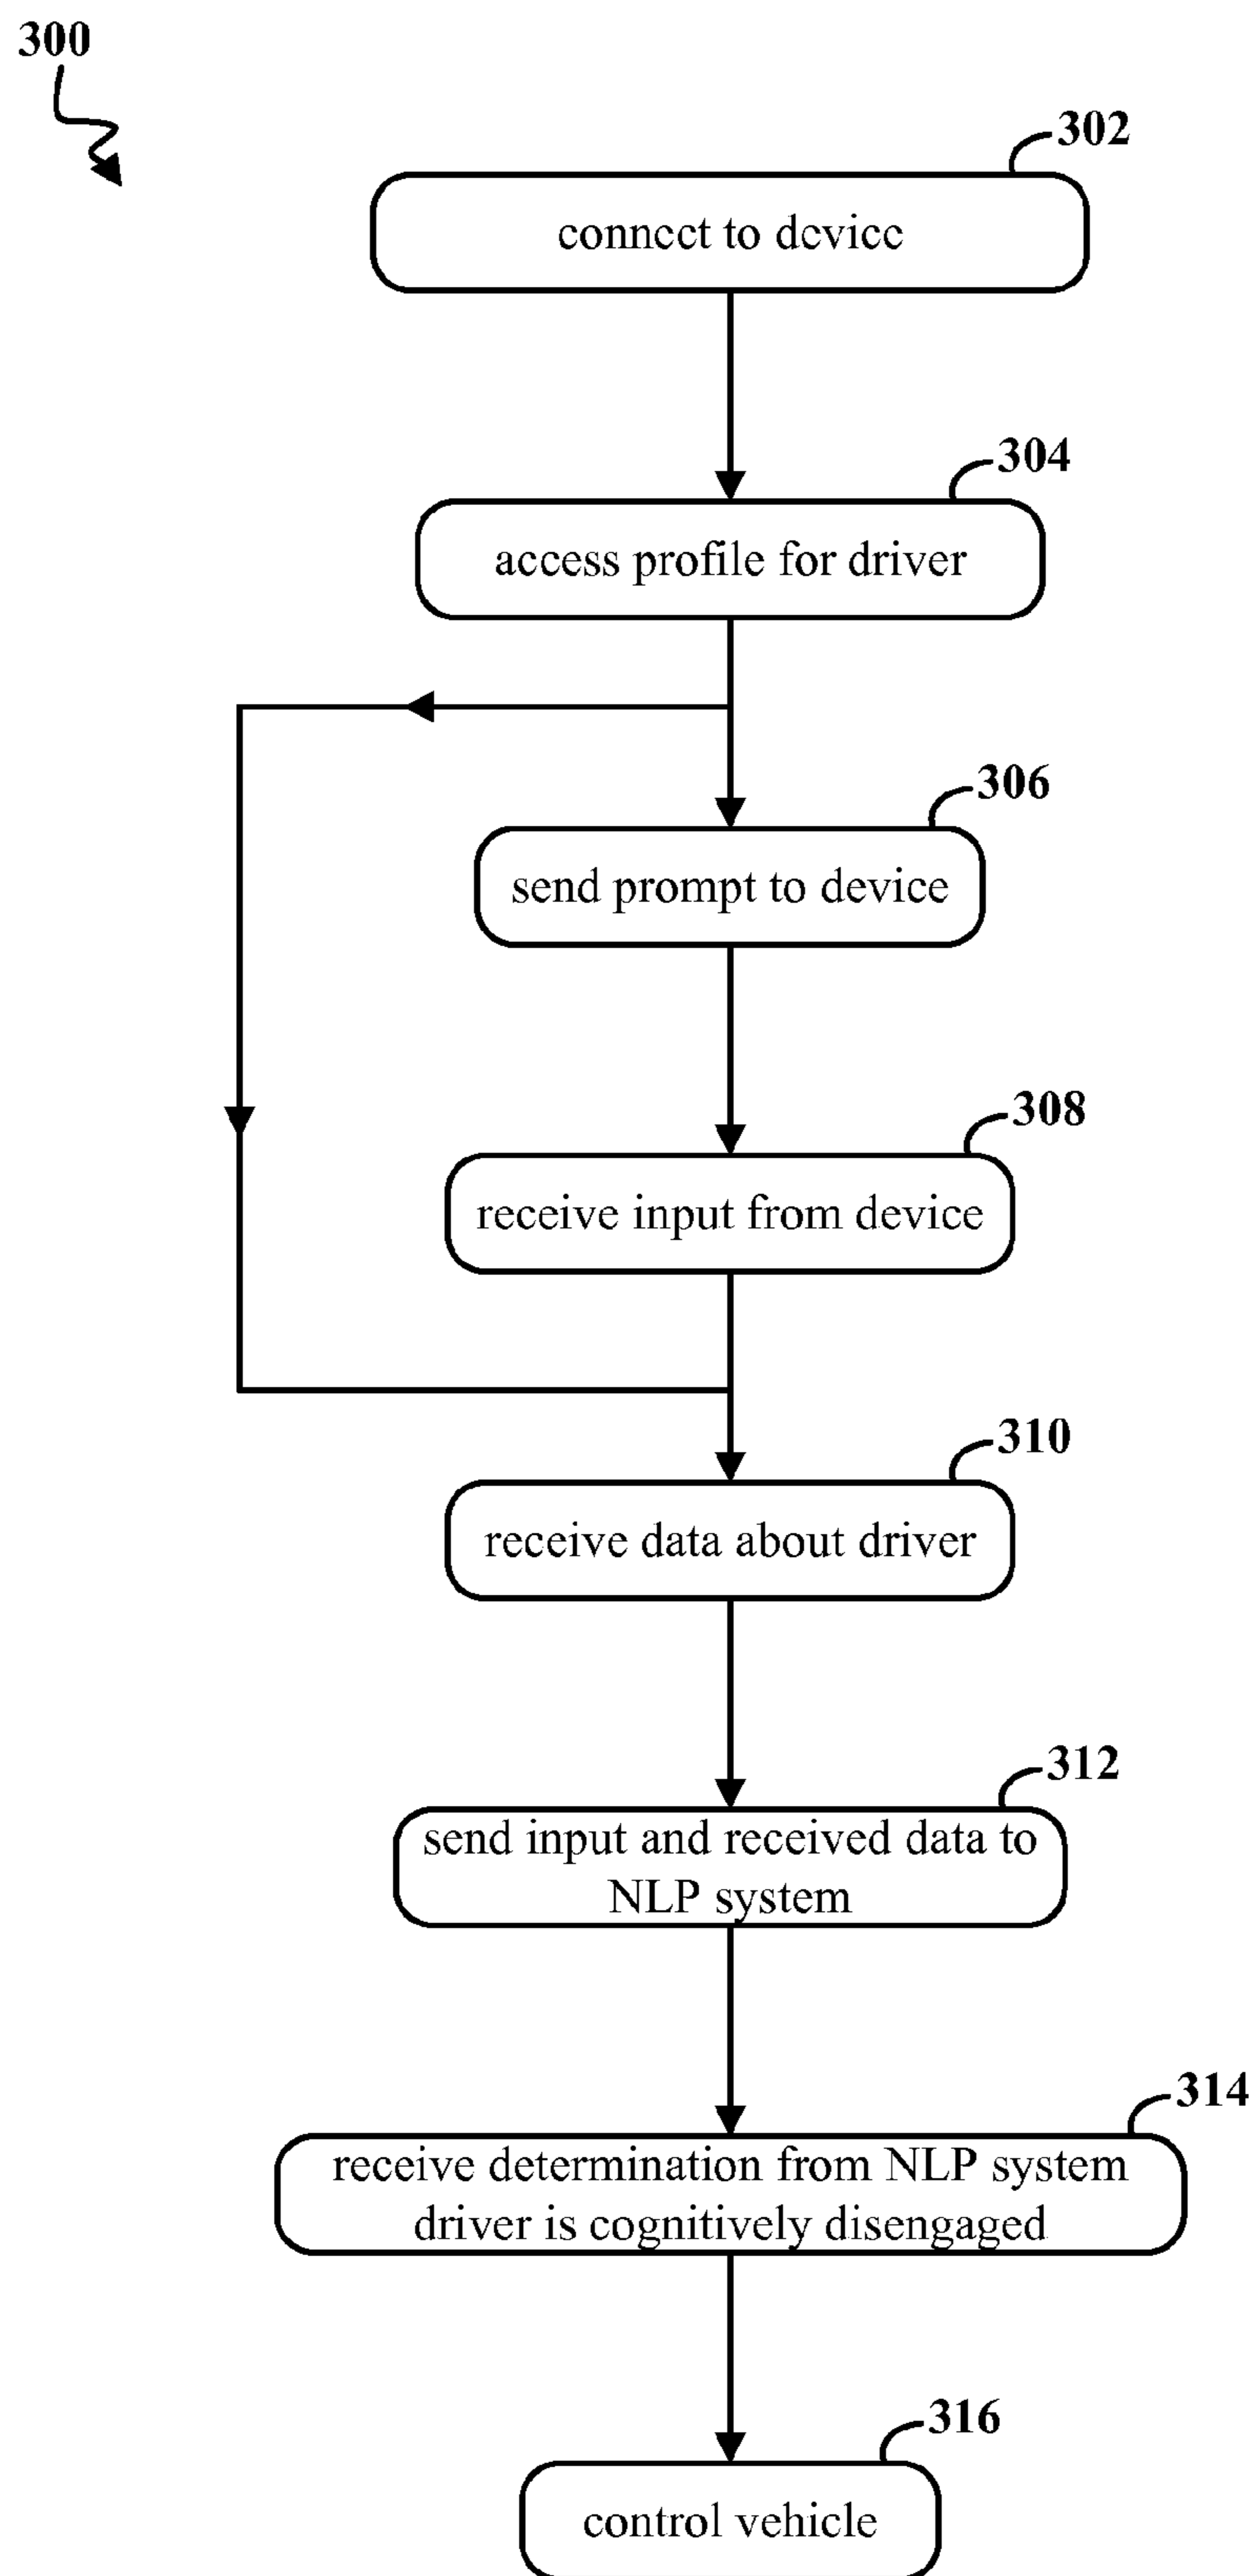 300
302
connect to device
304
access profile for driver
306
send prompt to device
308
receive input from device
310
receive data about driver
312
send input and received data to
NLP system
314
receive determination from NLP system
driver is cognitively disengaged
316
control vehicle